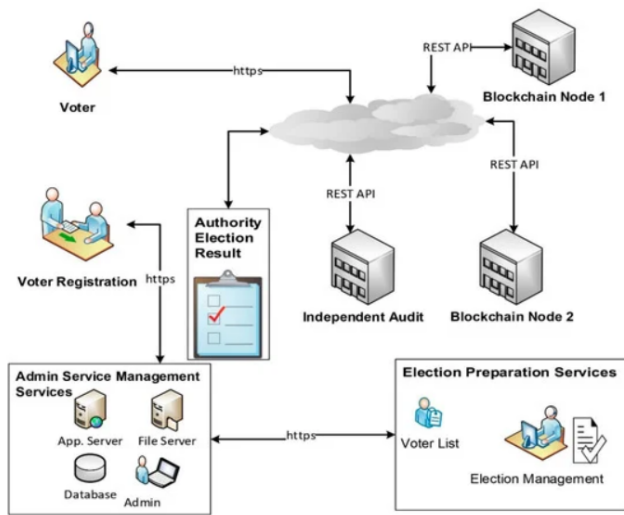 REST API
Blockchain Node 1
https
Voter
REST API
REST API
Authority
Election
Result
Voter Registration
https
Independent Audit
Blockchain Node 2
Admin Service Management
Services
App. Server
File Server
Database
Admin
https
Election Preparation Services
Voter List
Election Management